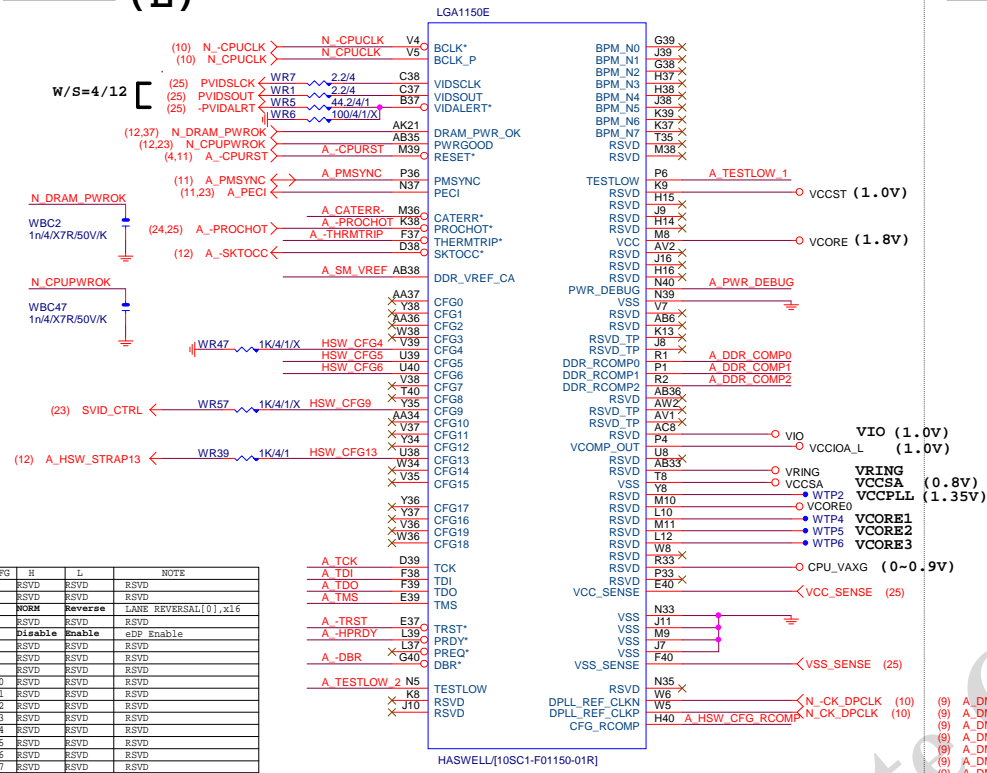 (E)
LGA1150E
(10) N_-CPUCLK N_-CPUCLK V4 BCLK*
(10) N_CPUCLK N_CPUCLK V5 BCLK_P
W/S=4/12
(25) PVIDSLCK WR7 2.2/4 C38 VIDSCLK
(25) PVIDSOUT WR1 2.2/4 C37 VIDSOUT
(25) -PVIDALRT WR5 44.2/4/1 B37 VIDALERT*
WR6 100/4/1/X
(12,37) N_DRAM_PWROK AK21 DRAM_PWR_OK
(12,23) N_CPUPWROK AB35 PWRGOOD
(4,11) A_-CPURST A_-CPURST M39 RESET*
(11) A_PMSYNC A_PMSYNC P36 PMSYNC
(11,23) A_PECI N37 PECI
A_CATERR- M36 CATERR*
(24,25) A_-PROCHOT A_-PROCHOT K38 PROCHOT*
A_-THRMTRIP F37 THERMTRIP*
(12) A_-SKTOCC D38 SKTOCC*
A_SM_VREF AB38 DDR_VREF_CA
N_DRAM_PWROK
WBC2
1n/4/X7R/50V/K
N_CPUPWROK
WBC47
1n/4/X7R/50V/K
AA37 CFG0
Y38 CFG1
AA36 CFG2
W38 CFG3
WR47 1K/4/1/X HSW_CFG4 V39 CFG4
HSW_CFG5 U39 CFG5
HSW_CFG6 U40 CFG6
V38 CFG7
T40 CFG8
(23) SVID_CTRL WR57 1K/4/1/X HSW_CFG9 Y35 CFG9
AA34 CFG10
V37 CFG11
Y34 CFG12
(12) A_HSW_STRAP13 WR39 1K/4/1 HSW_CFG13 U38 CFG13
W34 CFG14
V35 CFG15
Y36 CFG17
Y37 CFG16
V36 CFG19
W36 CFG18
A_TCK D39 TCK
A_TDI F38 TDI
A_TDO F39 TDO
A_TMS E39 TMS
A_-TRST E37 TRST*
A_-HPRDY L39 PRDY*
L37 PREQ*
A_-DBR G40 DBR*
A_TESTLOW_2 N5 TESTLOW
K8 RSVD
J10 RSVD
BPM_N0 G39
BPM_N1 J39
BPM_N2 G38
BPM_N3 H37
BPM_N4 H38
BPM_N5 J38
BPM_N6 K39
BPM_N7 K37
RSVD T35
RSVD M38
TESTLOW P6 A_TESTLOW_1
RSVD K9 VCCST (1.0V)
RSVD H15
RSVD J9
RSVD H14
VCC M8 VCORE (1.8V)
RSVD AV2
RSVD J16
RSVD H16
PWR_DEBUG N40 A_PWR_DEBUG
VSS N39
RSVD V7
RSVD AB6
RSVD_TP K13
RSVD_TP J8
DDR_RCOMP0 R1 A_DDR_COMP0
DDR_RCOMP1 P1 A_DDR_COMP1
DDR_RCOMP2 R2 A_DDR_COMP2
RSVD AB36
RSVD_TP AW2
RSVD_TP AV1
RSVD AC8 VIO VIO (1.0V)
VCOMP_OUT P4 VCCIOA_L (1.0V)
RSVD U8
RSVD AB33 VRING VRING
VSS T8 VCCSA VCCSA (0.8V)
RSVD Y8 WTP2 VCCPLL (1.35V)
RSVD M10 VCORE0
RSVD L10 WTP4 VCORE1
RSVD M11 WTP5 VCORE2
RSVD L12 WTP6 VCORE3
RSVD W8
RSVD R33 CPU_VAXG (0~0.9V)
RSVD P33
VCC_SENSE E40 VCC_SENSE (25)
VSS N33
VSS J11
VSS M9
VSS J7
VSS_SENSE F40 VSS_SENSE (25)
RSVD N35
DPLL_REF_CLKN W6 N_-CK_DPCLK (10)
DPLL_REF_CLKP W5 N_CK_DPCLK (10)
CFG_RCOMP H40 A_HSW_CFG_RCOMP
HASWELL/[10SC1-F01150-01R]
FG H L NOTE
RSVD RSVD RSVD
RSVD RSVD RSVD
NORM Reverse LANE REVERSAL[0],x16
RSVD RSVD RSVD
Disable Enable eDP Enable
RSVD RSVD RSVD
RSVD RSVD RSVD
RSVD RSVD RSVD
0 RSVD RSVD RSVD
1 RSVD RSVD RSVD
2 RSVD RSVD RSVD
3 RSVD RSVD RSVD
4 RSVD RSVD RSVD
5 RSVD RSVD RSVD
6 RSVD RSVD RSVD
7 RSVD RSVD RSVD
(9) A_DM
(9) A_DM
(9) A_DM
(9) A_DM
(9) A_DM
(9) A_DM